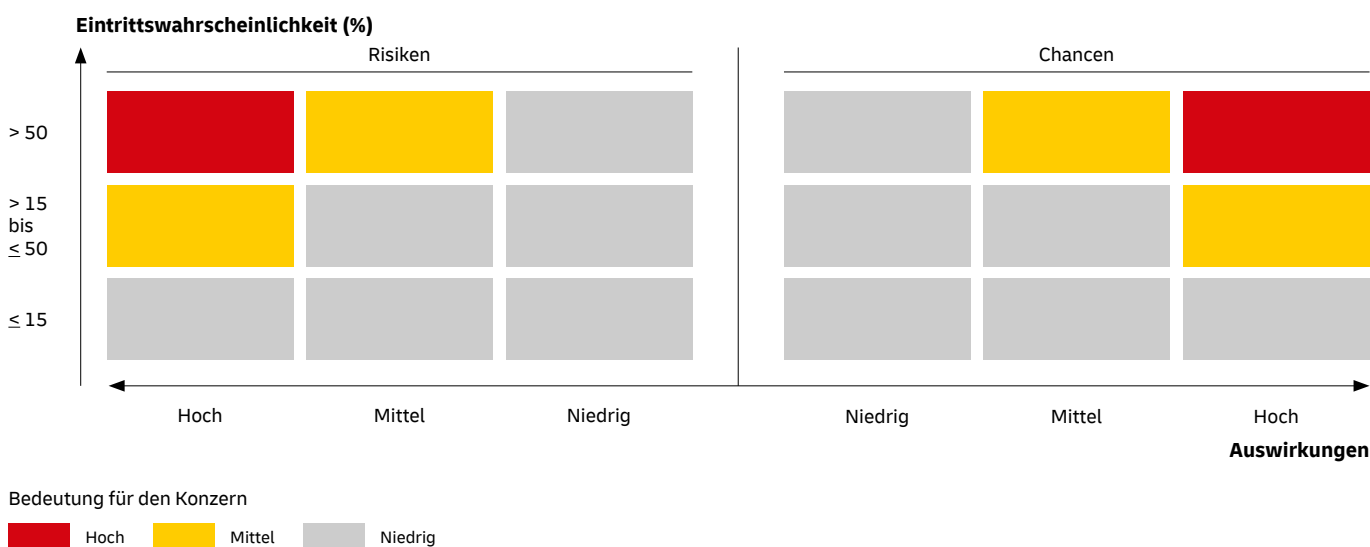 Eintrittswahrscheinlichkeit (%)
Risiken
Chancen
> 50
> 15
bis
≤ 50
≤ 15
Hoch
Mittel
Niedrig
Niedrig
Mittel
Hoch
Auswirkungen
Bedeutung für den Konzern
Hoch
Mittel
Niedrig